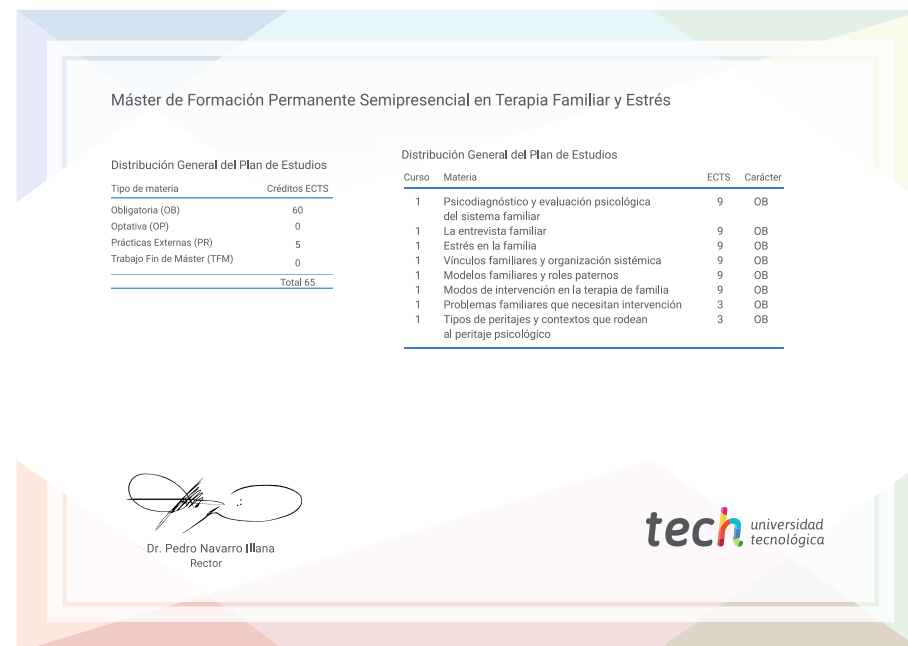 Máster de Formación Permanente Semipresencial en Terapia Familiar y Estrés
Distribución General del Plan de Estudios
Tipo de materia Créditos ECTS
Obligatoria (OB) 60
Optativa (OP) 0
Prácticas Externas (PR) 5
Trabajo Fin de Máster (TFM) 0
Total 65
Distribución General del Plan de Estudios
Curso Materia ECTS Carácter
1 Psicodiagnóstico y evaluación psicológica 9 OB
del sistema familiar
1 La entrevista familiar 9 OB
1 Estrés en la familia 9 OB
1 Vínculos familiares y organización sistémica 9 OB
1 Modelos familiares y roles paternos 9 OB
1 Modos de intervención en la terapia de familia 9 OB
1 Problemas familiares que necesitan intervención 3 OB
1 Tipos de peritajes y contextos que rodean 3 OB
al peritaje psicológico
Dr. Pedro Navarro Illana
Rector
tech universidad
tecnológica